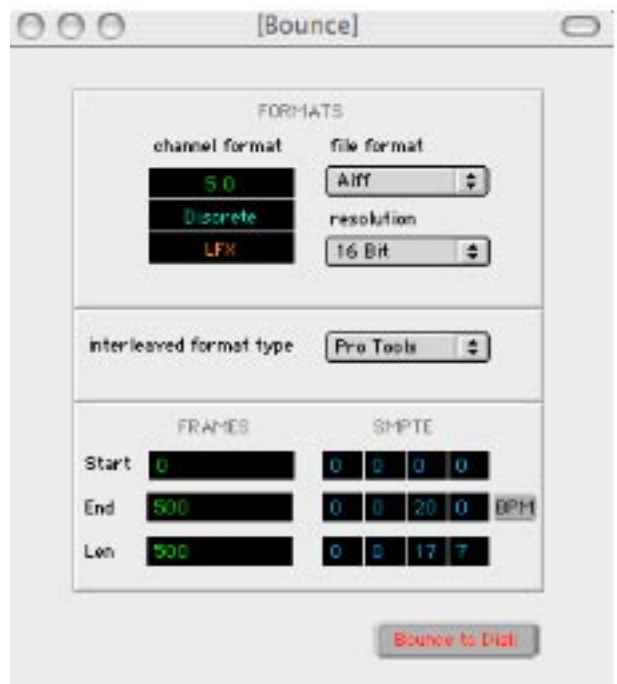 [Bounce]
FORMATS
channel format file format
5.0 Aiff
Discrete resolution
LFX 16 Bit
interleaved format type Pro Tools
FRAMES SMPTE
Start 0 0 0 0 0
End 500 0 0 20 0 BPM
Len 500 0 0 17 7
Bounce to Disk